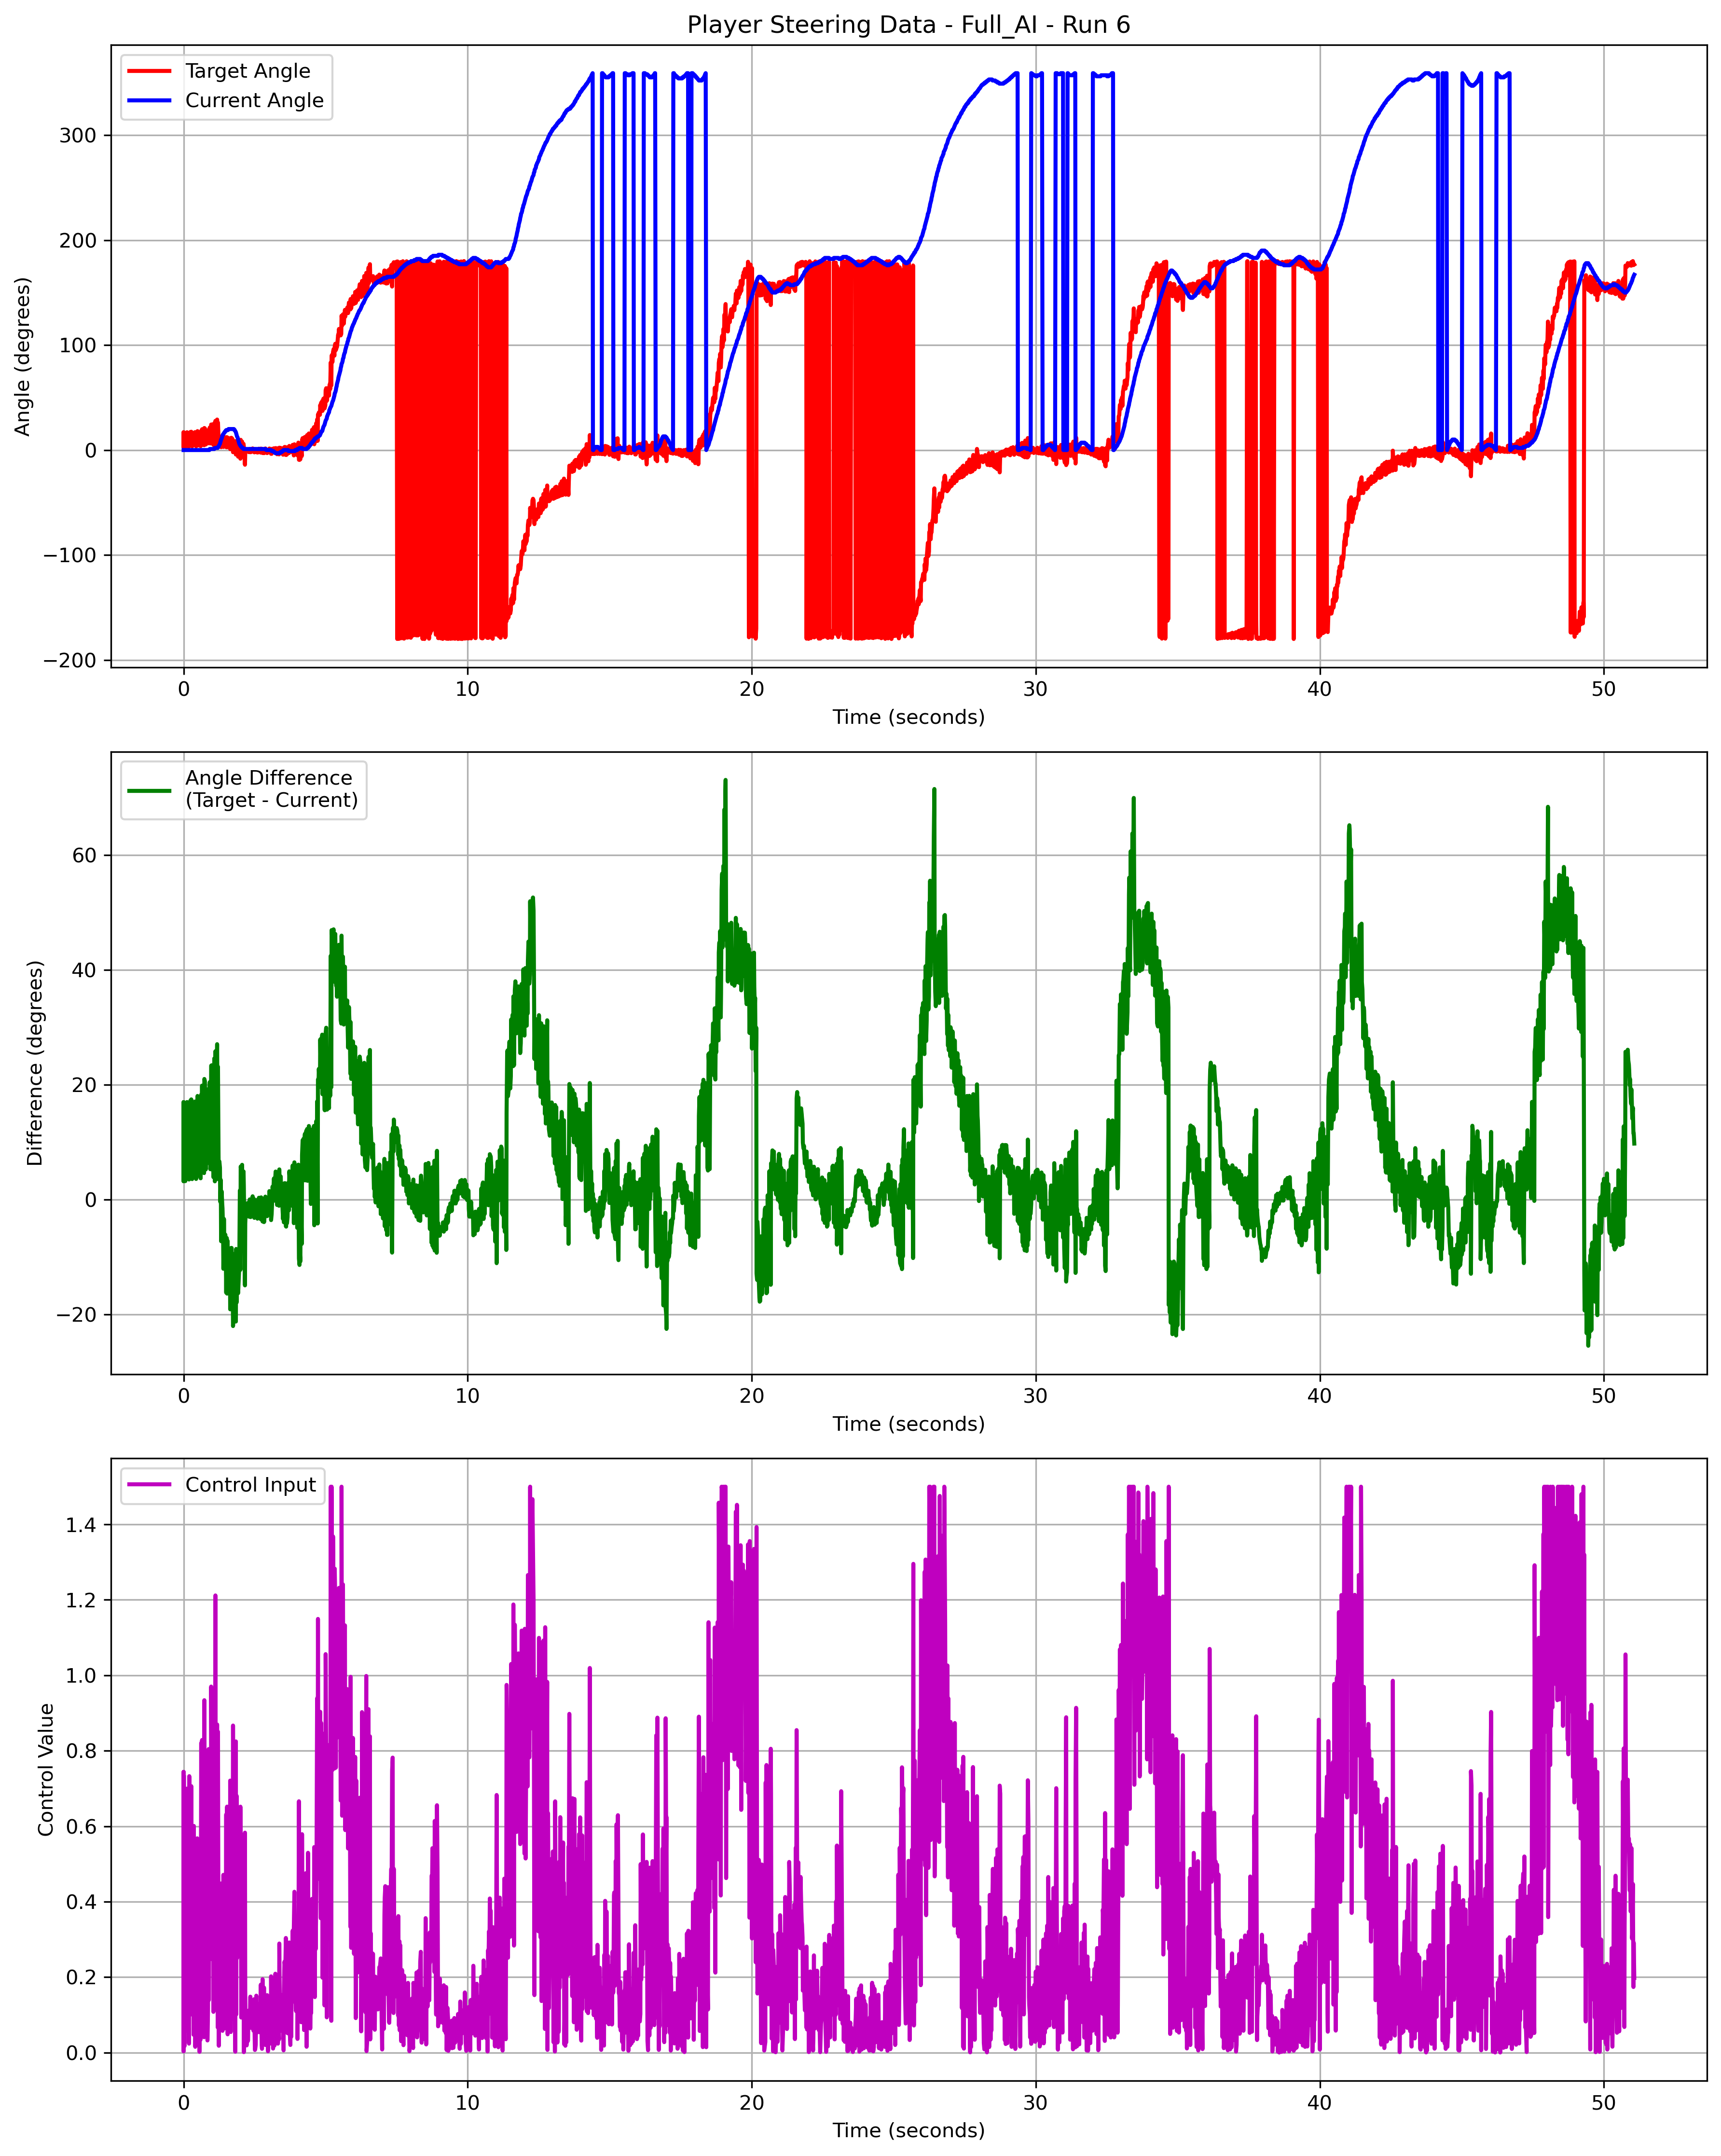 Player Steering Data - Full_AI - Run 6
Target Angle
Current Angle
Angle (degrees)
300
200
100
0
−100
−200
0 10 20 30 40 50
Time (seconds)
Angle Difference
(Target - Current)
Difference (degrees)
60
40
20
0
−20
0 10 20 30 40 50
Time (seconds)
Control Input
Control Value
1.4
1.2
1.0
0.8
0.6
0.4
0.2
0.0
0 10 20 30 40 50
Time (seconds)